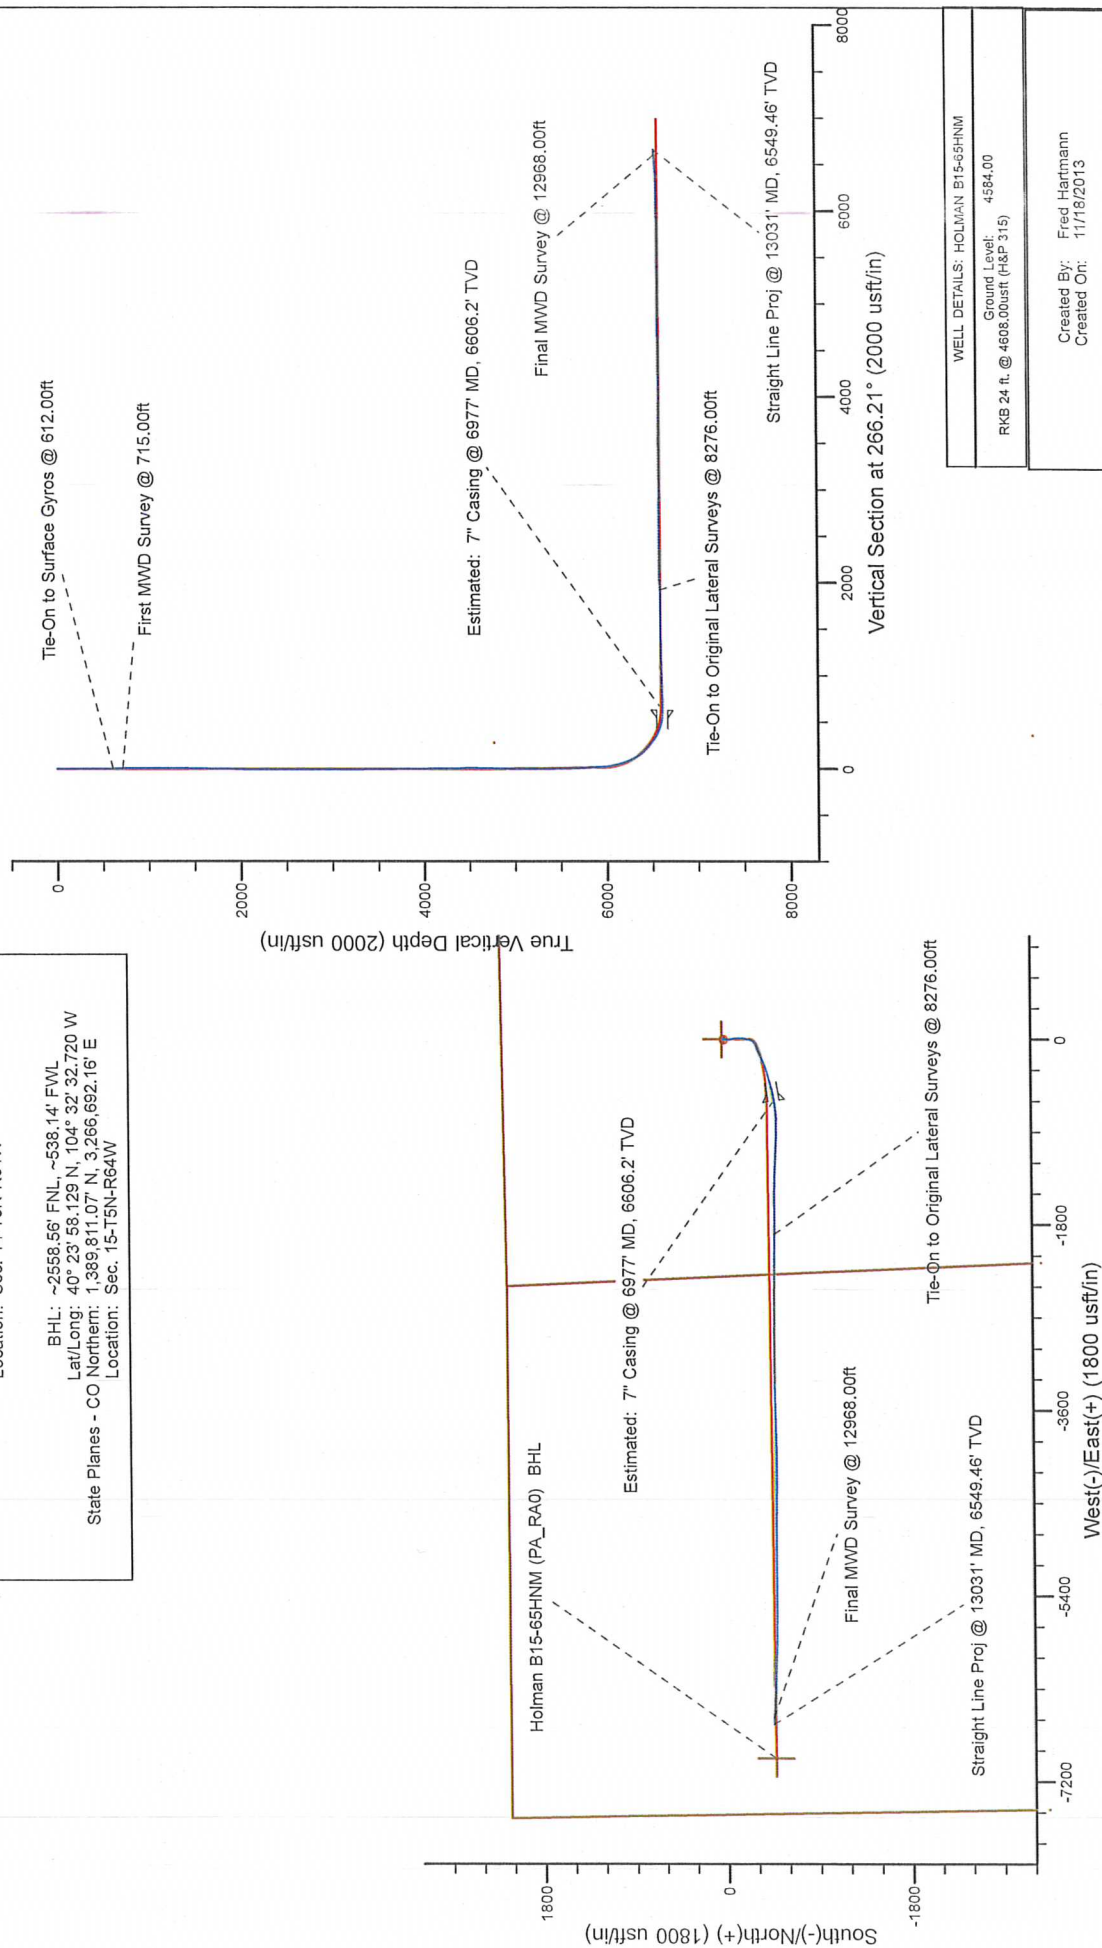 BHL: ~2558.56' FNL, ~538.14' FWL
Lat/Long: 40° 23' 58.129 N, 104° 32' 32.720 W
State Planes - CO Northern: 1,389,811.07' N, 3,266,692.16' E
Location: Sec. 15-T5N-R64W
Tie-On to Surface Gyros @ 612.00ft
First MWD Survey @ 715.00ft
Estimated: 7" Casing @ 6977' MD, 6606.2' TVD
Final MWD Survey @ 12968.00ft
Tie-On to Original Lateral Surveys @ 8276.00ft
Straight Line Proj @ 13031' MD, 6549.46' TVD
0
2000
4000
6000
8000
True Vertical Depth (2000 usft/in)
0
2000
4000
6000
8000
Vertical Section at 266.21° (2000 usft/in)
WELL DETAILS: HOLMAN B15-65HNM
Ground Level: 4584.00
RKB 24 ft. @ 4608.00usft (H&P 315)
Created By: Fred Hartmann
Created On: 11/18/2013
Holman B15-65HNM (PA_RA0) BHL
Estimated: 7" Casing @ 6977' MD, 6606.2' TVD
Final MWD Survey @ 12968.00ft
Straight Line Proj @ 13031' MD, 6549.46' TVD
Tie-On to Original Lateral Surveys @ 8276.00ft
1800
0
-1800
South(-)/North(+) (1800 usft/in)
-7200
-5400
-3600
-1800
0
West(-)/East(+) (1800 usft/in)